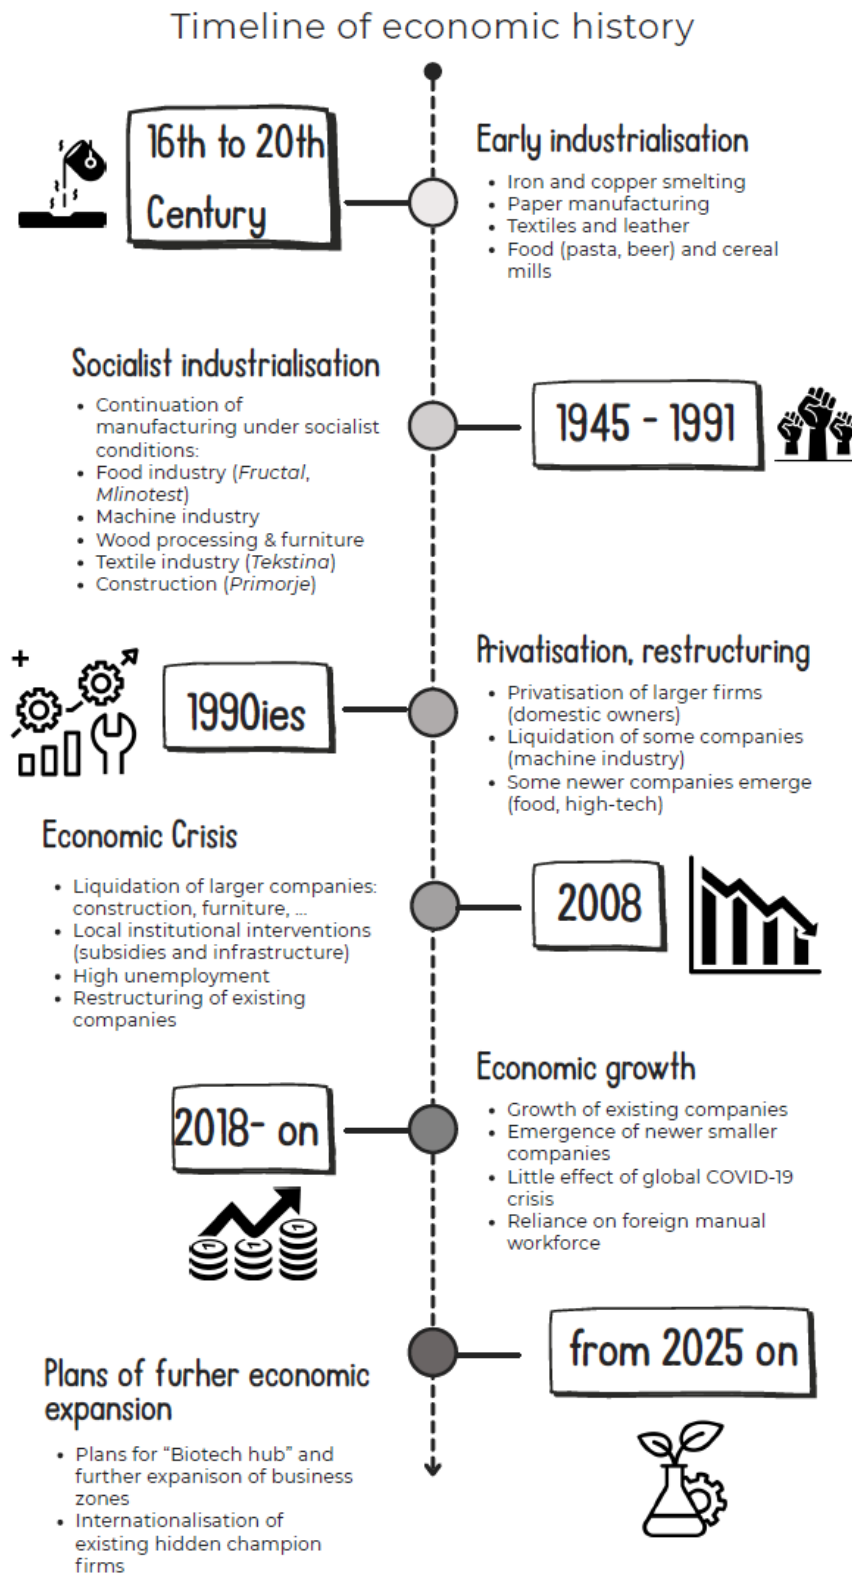 Timeline of economic history
16th to 20th
Century
Early industrialisation
• Iron and copper smelting
• Paper manufacturing
• Textiles and leather
• Food (pasta, beer) and cereal
mills
Socialist industrialisation
• Continuation of
manufacturing under socialist
conditions:
• Food industry (Fructal,
Mlinotest)
• Machine industry
• Wood processing & furniture
• Textile industry (Tekstina)
• Construction (Primorje)
1945 - 1991
1990ies
Privatisation, restructuring
• Privatisation of larger firms
(domestic owners)
• Liquidation of some companies
(machine industry)
• Some newer companies emerge
(food, high-tech)
Economic Crisis
• Liquidation of larger companies:
construction, furniture, ...
• Local institutional interventions
(subsidies and infrastructure)
• High unemployment
• Restructuring of existing
companies
2008
2018- on
Economic growth
• Growth of existing companies
• Emergence of newer smaller
companies
• Little effect of global COVID-19
crisis
• Reliance on foreign manual
workforce
from 2025 on
Plans of furher economic
expansion
• Plans for “Biotech hub” and
further expanison of business
zones
• Internationalisation of
existing hidden champion
firms